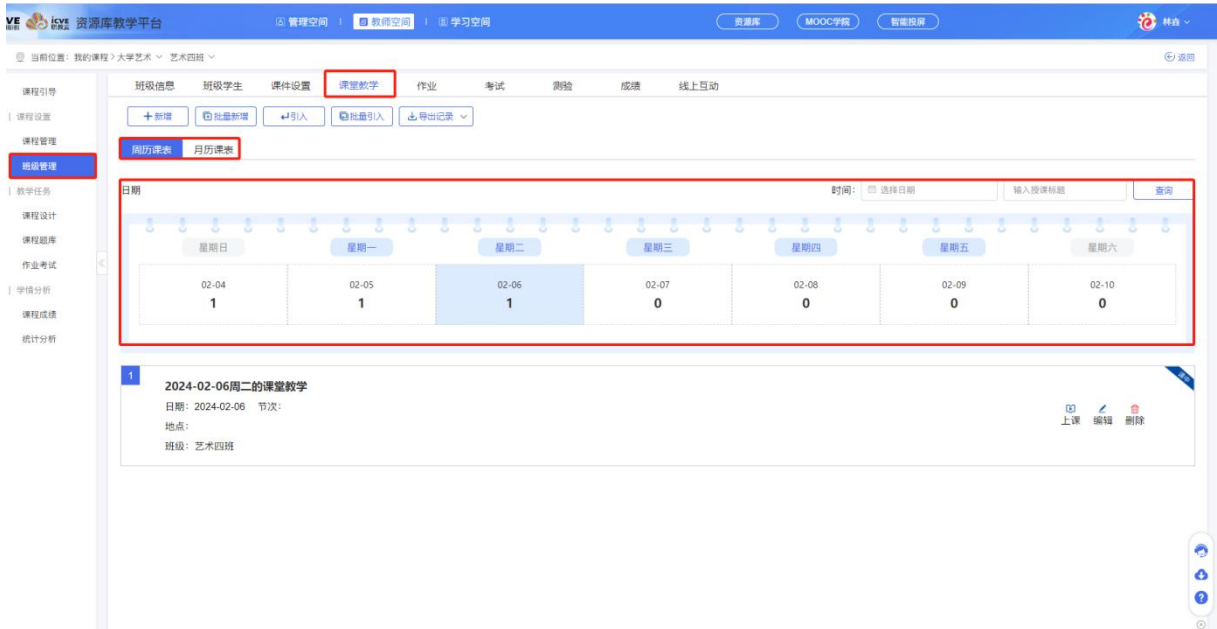 icve 资源库教学平台 管理空间 教师空间 学习空间 资源库 MOOC学院 智能投屏
当前位置：我的课程 > 大学艺术 艺术四班 返回
课程引导
课程设置
课程管理
班级管理
教学任务
课程设计
课程题库
作业考试
学情分析
课程成绩
统计分析
班级信息 班级学生 课件设置 课堂教学 作业 考试 测验 成绩 线上互动
新增 批量新增 引入 批量引入 导出记录
周历课表 月历课表
日期 时间： 选择日期 输入授课标题 查询
星期日 星期一 星期二 星期三 星期四 星期五 星期六
02-04 02-05 02-06 02-07 02-08 02-09 02-10
1 1 1 0 0 0 0
1
2024-02-06周二的课堂教学
日期：2024-02-06 节次：
地点：
班级：艺术四班
上课 编辑 删除